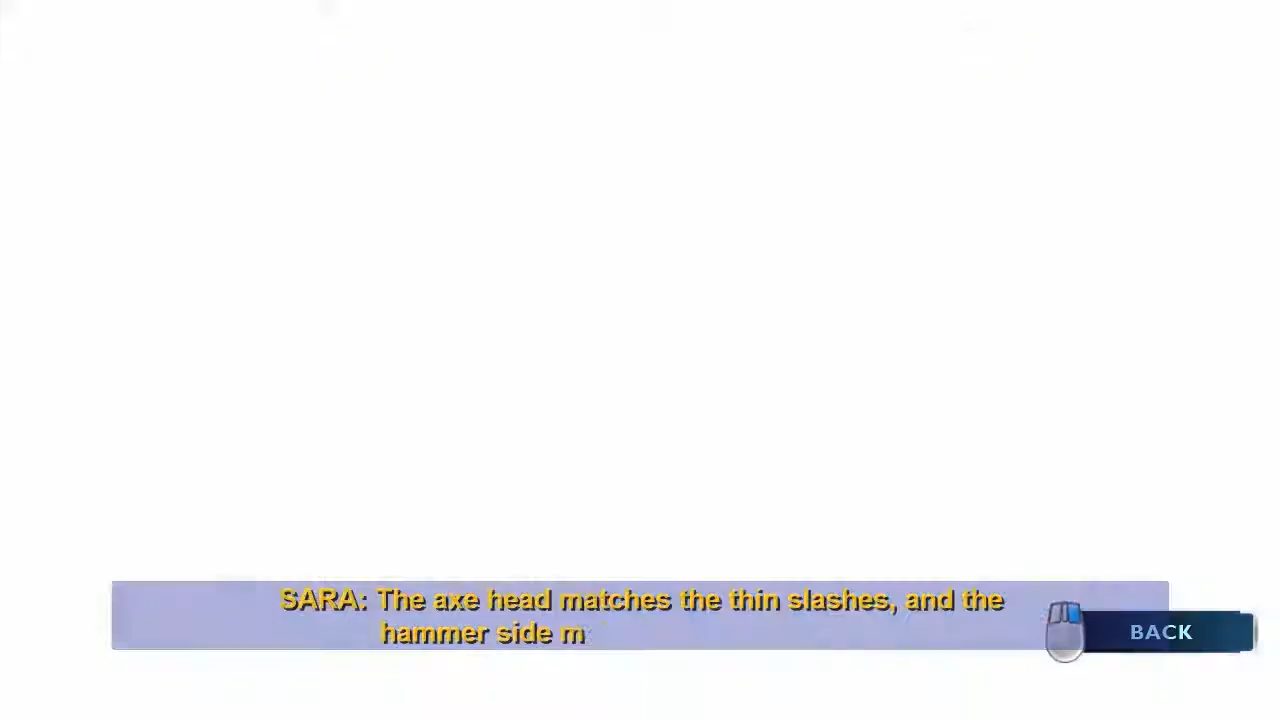 SARA: The axe head matches the thin slashes, and the
hammer side m
BACK